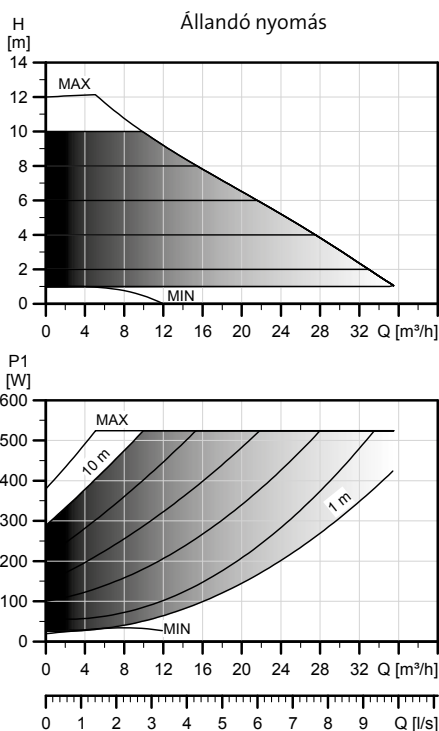 H
[m]
Állandó nyomás
14
MAX
12
10
8
6
4
2
MIN
0
0 4 8 12 16 20 24 28 32 Q [m³/h]
P1
[W]
600
MAX
500
10 m
400
1 m
300
200
100
MIN
0
0 4 8 12 16 20 24 28 32 Q [m³/h]
0 1 2 3 4 5 6 7 8 9 Q [l/s]